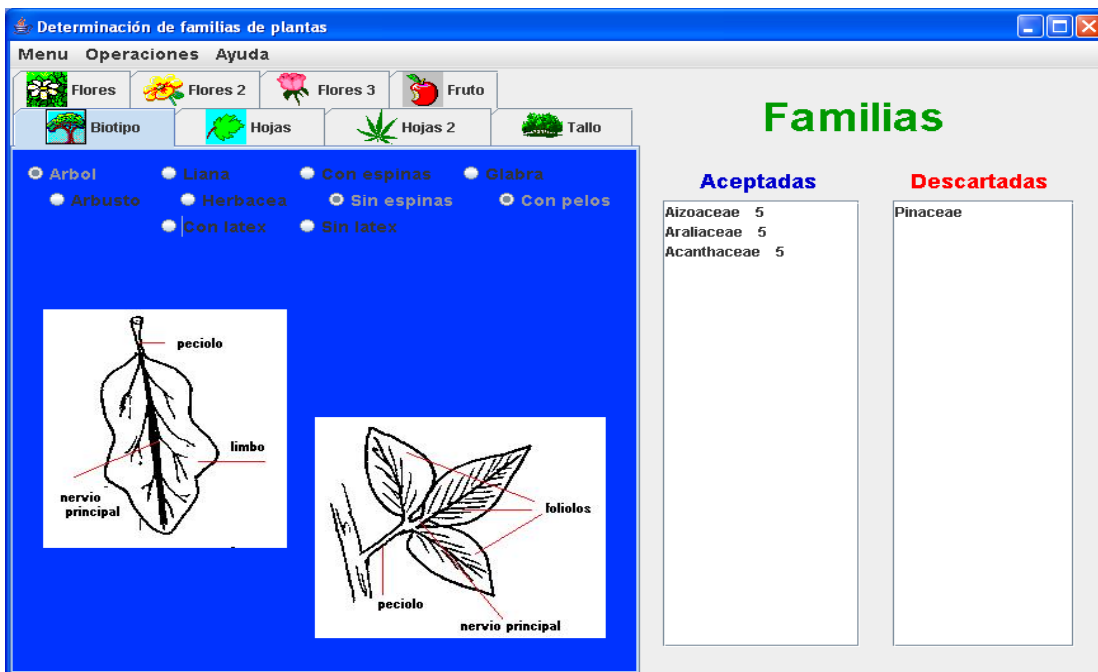 Determinación de familias de plantas
Menu Operaciones Ayuda
Flores Flores 2 Flores 3 Fruto
Biotipo Hojas Hojas 2 Tallo
Familias
Arbol Liana Con espinas Glabra
Arbusto Herbacea Sin espinas Con pelos
Con latex Sin latex
Aceptadas Descartadas
Aizoaceae 5
Araliaceae 5
Acanthaceae 5
Pinaceae
peciolo
limbo
nervio
principal
foliolos
peciolo
nervio principal